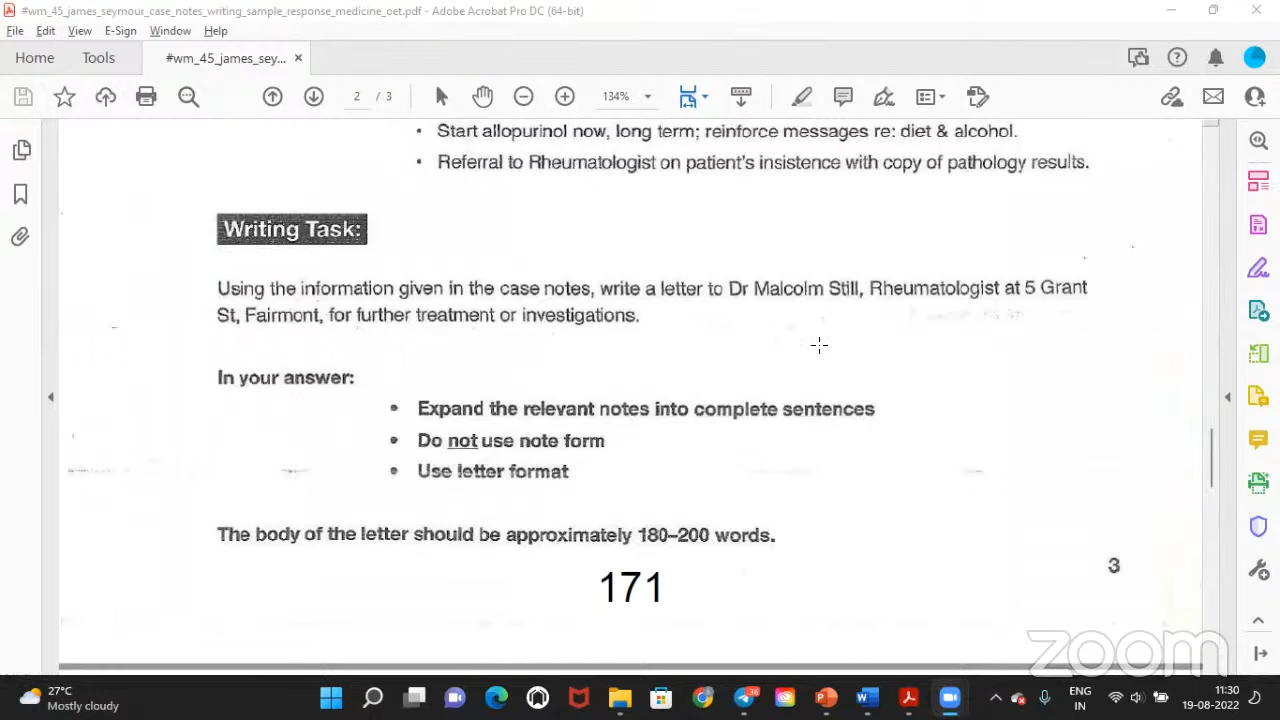 #wm_45_james_seymour_case_notes_writing_sample_response_medicine_oet.pdf - Adobe Acrobat Pro DC (64-bit)
File Edit View E-Sign Window Help
Home Tools #wm_45_james_sey... ×
2 / 3 134%
• Start allopurinol now, long term; reinforce messages re: diet & alcohol.
• Referral to Rheumatologist on patient's insistence with copy of pathology results.
Writing Task:
Using the information given in the case notes, write a letter to Dr Malcolm Still, Rheumatologist at 5 Grant
St, Fairmont, for further treatment or investigations.
In your answer:
• Expand the relevant notes into complete sentences
• Do not use note form
• Use letter format
The body of the letter should be approximately 180–200 words.
3
171
zoom
27°C
Mostly cloudy
36
ENG
IN
11:30
19-08-2022